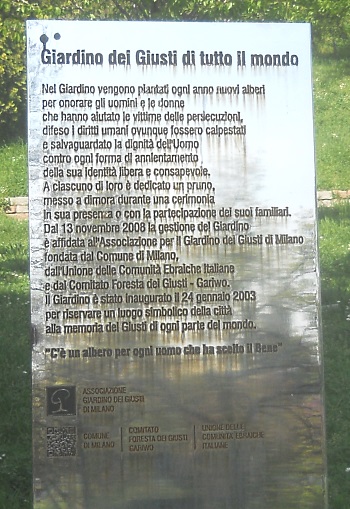 Giardino dei Giusti di tutto il mondo
Nel Giardino vengono piantati ogni anno nuovi alberi
per onorare gli uomini e le donne
che hanno aiutato le vittime delle persecuzioni,
difeso i diritti umani ovunque fossero calpestati
e salvaguardato la dignità dell'Uomo
contro ogni forma di annientamento
della sua identità libera e consapevole.
A ciascuno di loro è dedicato un pruno,
messo a dimora durante una cerimonia
in sua presenza o con la partecipazione dei suoi familiari.
Dal 13 novembre 2008 la gestione del Giardino
è affidata all'Associazione per il Giardino dei Giusti di Milano
fondata dal Comune di Milano,
dall'Unione delle Comunità Ebraiche Italiane
e dal Comitato Foresta dei Giusti - Gariwo.
Il Giardino è stato inaugurato il 24 gennaio 2003
per riservare un luogo simbolico della città
alla memoria dei Giusti di ogni parte del mondo.
"C'è un albero per ogni uomo che ha scelto il Bene"
ASSOCIAZIONE
GIARDINO DEI GIUSTI
DI MILANO
COMUNE
DI MILANO
COMITATO
FORESTA DEI GIUSTI
GARIWO
UNIONE DELLE
COMUNITÀ EBRAICHE
ITALIANE